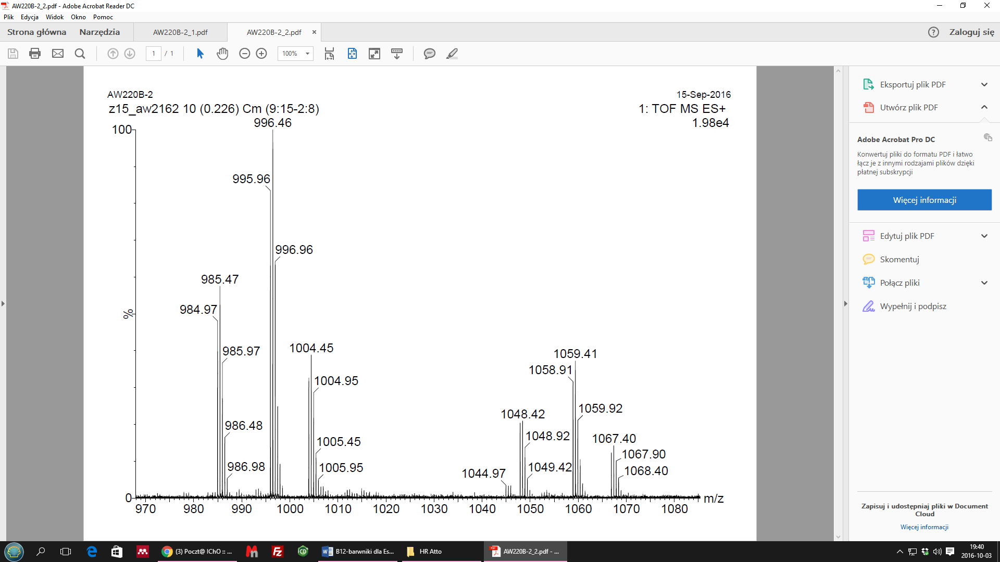 AW220B-2_2.pdf - Adobe Acrobat Reader DC
Plik Edycja Widok Okno Pomoc
Strona główna Narzędzia AW220B-2_1.pdf AW220B-2_2.pdf × ? Zaloguj się
1 / 1 100%
AW220B-2 15-Sep-2016
z15_aw2162 10 (0.226) Cm (9:15-2:8) 1: TOF MS ES+
1.98e4
996.46
100
995.96
996.96
985.47
984.97
%
1004.45
985.97
1059.41
1058.91
1004.95
1059.92
1048.42
986.48
1048.92
1067.40
1005.45
1067.90
986.98
1005.95
1049.42
1068.40
1044.97
0
m/z
970 980 990 1000 1010 1020 1030 1040 1050 1060 1070 1080
Eksportuj plik PDF
Utwórz plik PDF
Adobe Acrobat Pro DC
Konwertuj pliki do formatu PDF i łatwo
łącz je z innymi rodzajami plików dzięki
płatnej subskrypcji
Więcej informacji
Edytuj plik PDF
Skomentuj
Połącz pliki
Wypełnij i podpisz
Zapisuj i udostępniaj pliki w Document
Cloud
Więcej informacji
(3) Poczt@ IChO :: ... B12-barwniki dla Es... HR Atto AW220B-2_2.pdf - ...
19:40
2016-10-03